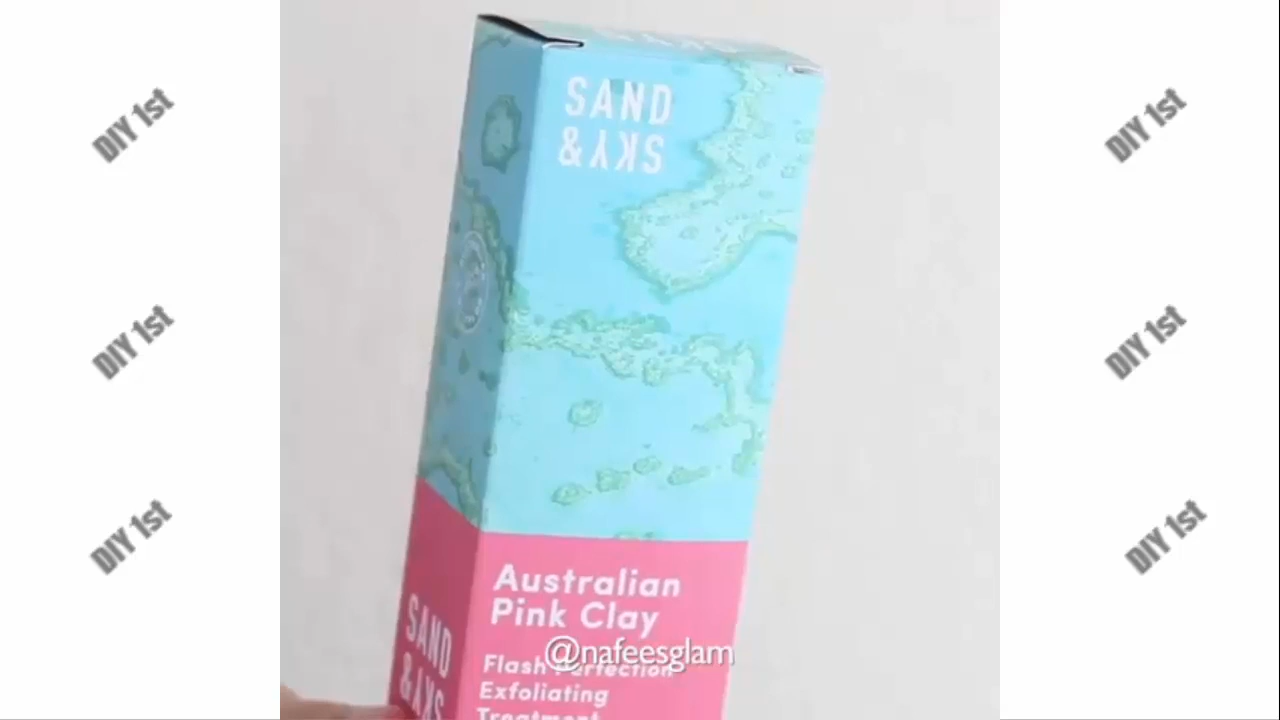 SAND
& SKY
Australian
Pink Clay
@nafeesglam
Flash Perfection
Exfoliating
Treatment
SAND
& SKY
DIY 1st
DIY 1st
DIY 1st
DIY 1st
DIY 1st
DIY 1st